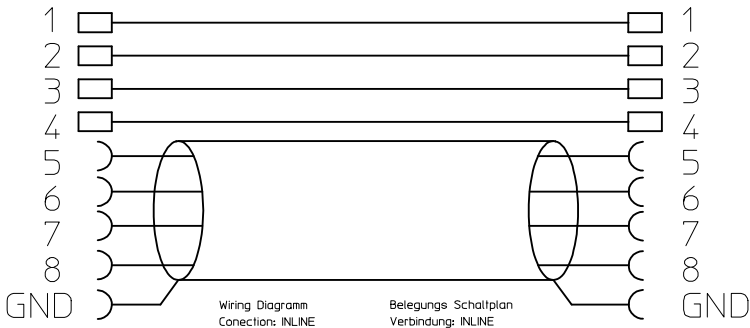 1 1
2 2
3 3
4 4
5 5
6 6
7 7
8 8
GND GND
Wiring Diagramm Belegungs Schaltplan
Conection: INLINE Verbindung: INLINE